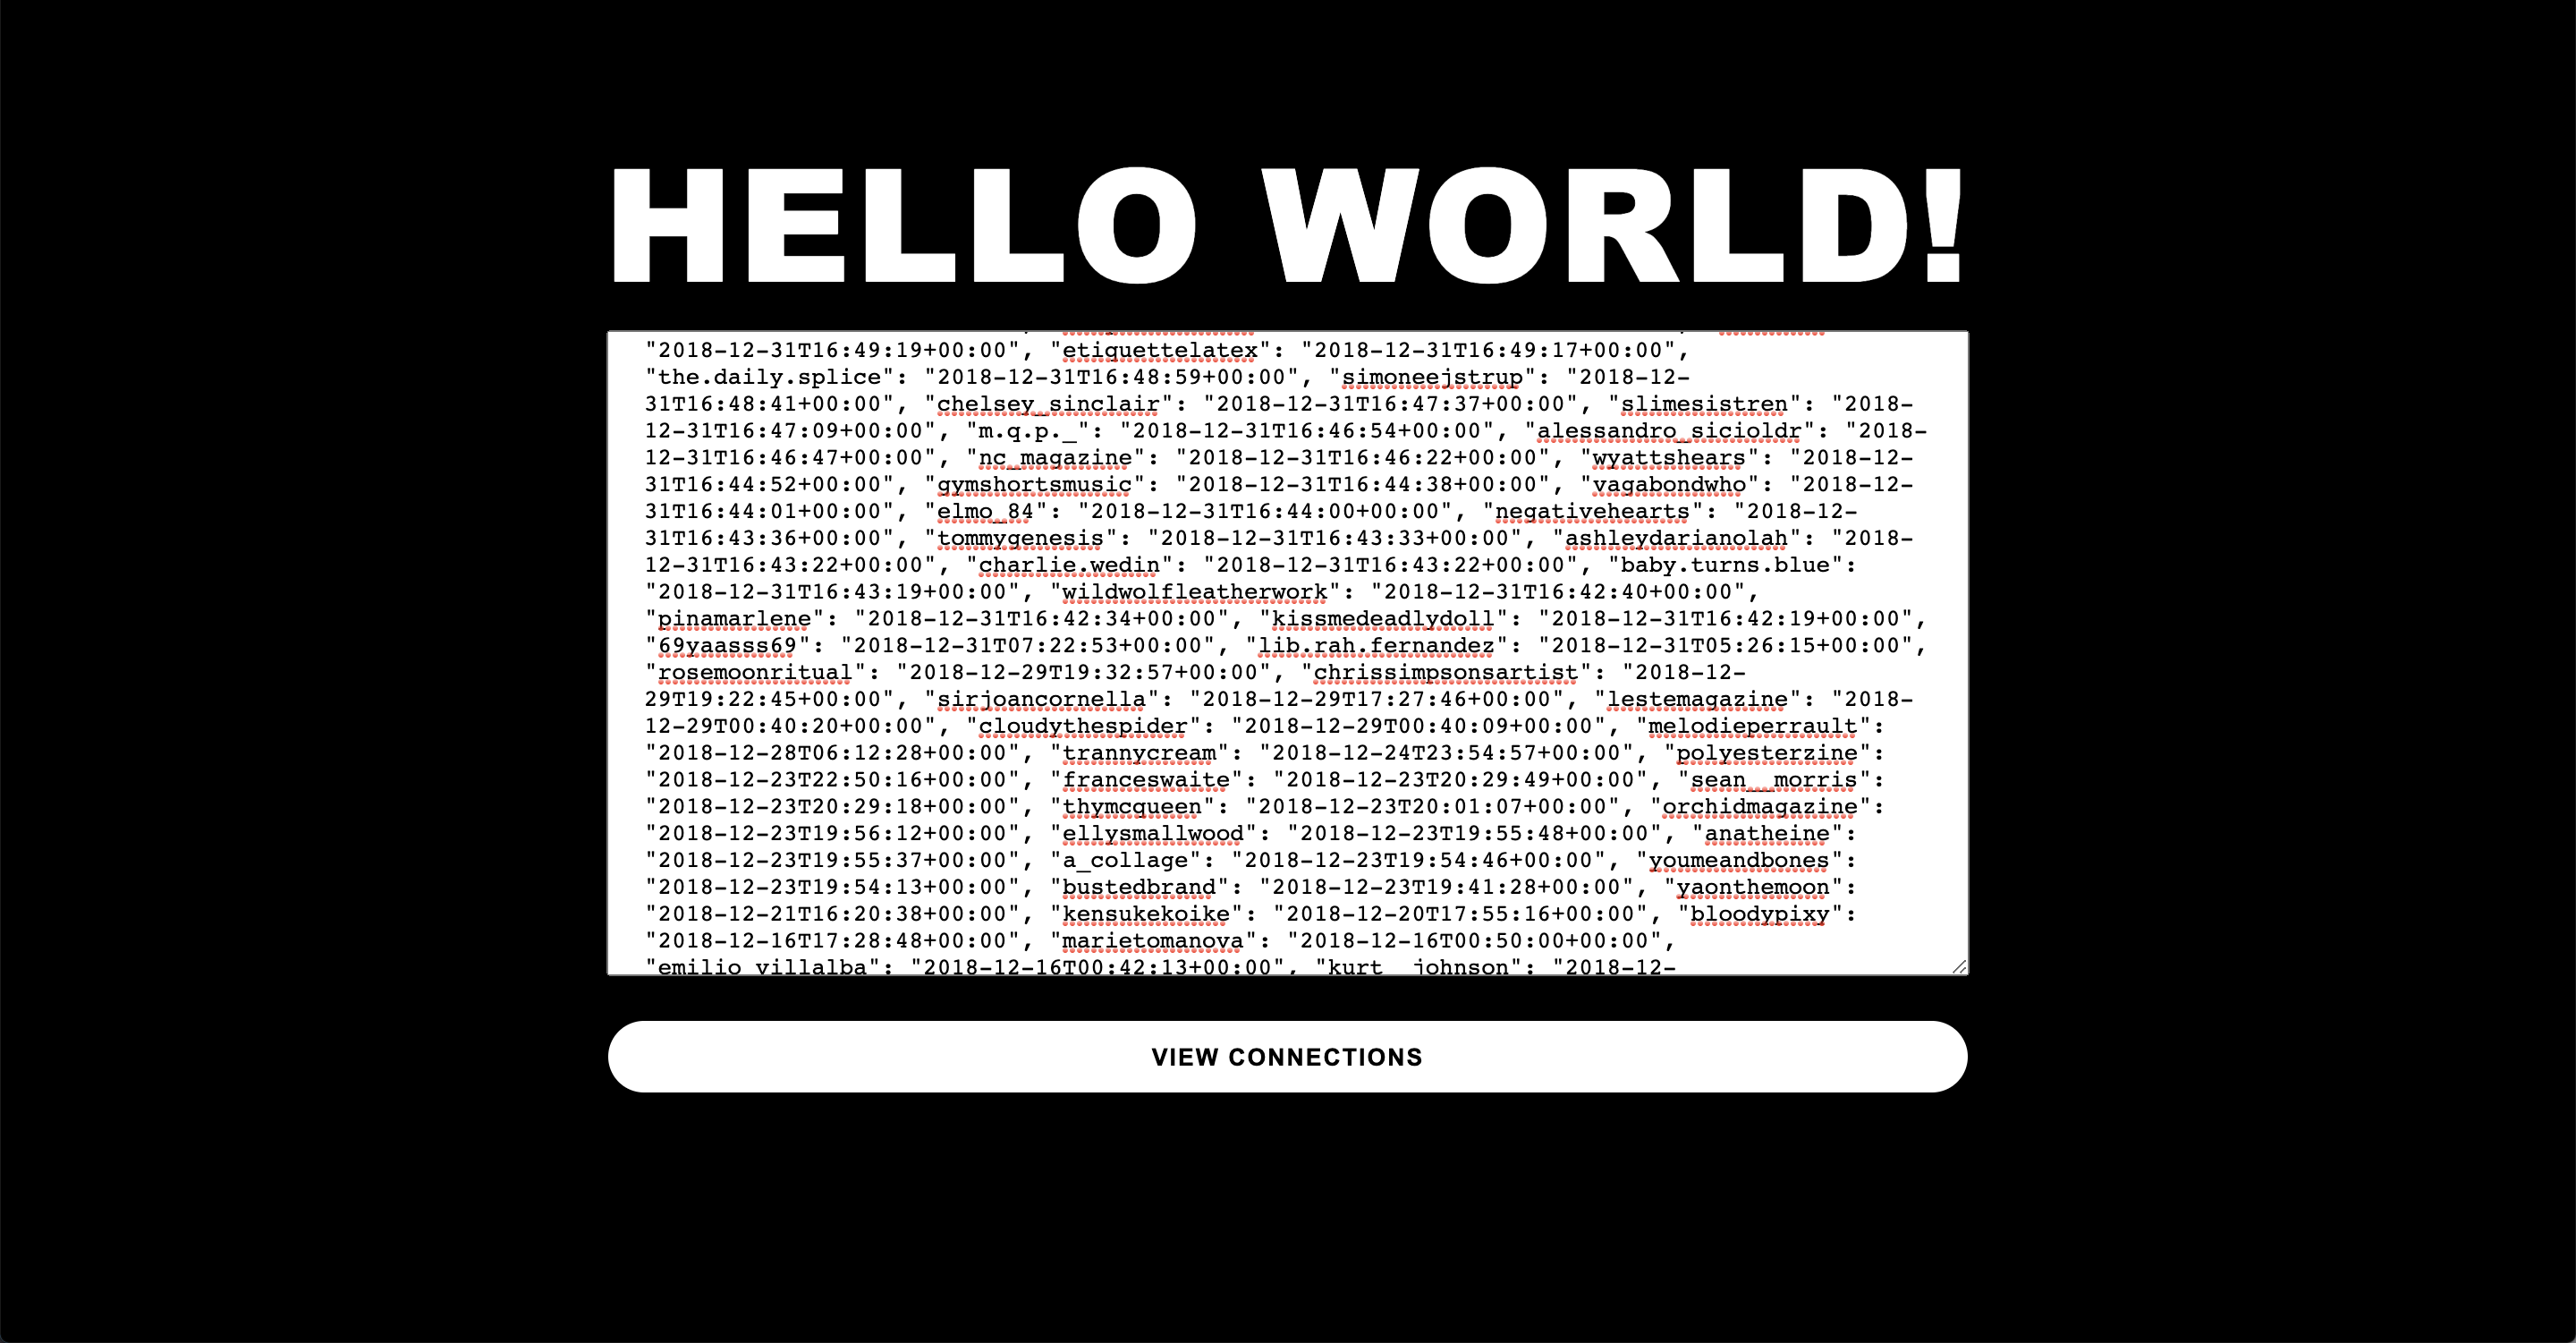 HELLO WORLD!
"2018-12-31T16:49:19+00:00", "etiquettelatex": "2018-12-31T16:49:17+00:00",
"the.daily.splice": "2018-12-31T16:48:59+00:00", "simoneejstrup": "2018-12-
31T16:48:41+00:00", "chelsey_sinclair": "2018-12-31T16:47:37+00:00", "slimesistren": "2018-
12-31T16:47:09+00:00", "m.q.p._": "2018-12-31T16:46:54+00:00", "alessandro_sicioldr": "2018-
12-31T16:46:47+00:00", "nc_magazine": "2018-12-31T16:46:22+00:00", "wyattshears": "2018-12-
31T16:44:52+00:00", "gymshortsmusic": "2018-12-31T16:44:38+00:00", "vagabondwho": "2018-12-
31T16:44:01+00:00", "elmo_84": "2018-12-31T16:44:00+00:00", "negativehearts": "2018-12-
31T16:43:36+00:00", "tommygenesis": "2018-12-31T16:43:33+00:00", "ashleydarianolah": "2018-
12-31T16:43:22+00:00", "charlie.wedin": "2018-12-31T16:43:22+00:00", "baby.turns.blue":
"2018-12-31T16:43:19+00:00", "wildwolfleatherwork": "2018-12-31T16:42:40+00:00",
"pinamarlene": "2018-12-31T16:42:34+00:00", "kissmedeadlydoll": "2018-12-31T16:42:19+00:00",
"69yaasss69": "2018-12-31T07:22:53+00:00", "lib.rah.fernandez": "2018-12-31T05:26:15+00:00",
"rosemoonritual": "2018-12-29T19:32:57+00:00", "chrissimpsonsartist": "2018-12-
29T19:22:45+00:00", "sirjoancornella": "2018-12-29T17:27:46+00:00", "lestemagazine": "2018-
12-29T00:40:20+00:00", "cloudythespider": "2018-12-29T00:40:09+00:00", "melodieperrault":
"2018-12-28T06:12:28+00:00", "trannycream": "2018-12-24T23:54:57+00:00", "polyesterzine":
"2018-12-23T22:50:16+00:00", "franceswaite": "2018-12-23T20:29:49+00:00", "sean__morris":
"2018-12-23T20:29:18+00:00", "thymcqueen": "2018-12-23T20:01:07+00:00", "orchidmagazine":
"2018-12-23T19:56:12+00:00", "ellysmallwood": "2018-12-23T19:55:48+00:00", "anatheine":
"2018-12-23T19:55:37+00:00", "a_collage": "2018-12-23T19:54:46+00:00", "youmeandbones":
"2018-12-23T19:54:13+00:00", "bustedbrand": "2018-12-23T19:41:28+00:00", "yaonthemoon":
"2018-12-21T16:20:38+00:00", "kensukekoike": "2018-12-20T17:55:16+00:00", "bloodypixy":
"2018-12-16T17:28:48+00:00", "marietomanova": "2018-12-16T00:50:00+00:00",
"emilio_villalba": "2018-12-16T00:42:13+00:00", "kurt__johnson": "2018-12-
VIEW CONNECTIONS